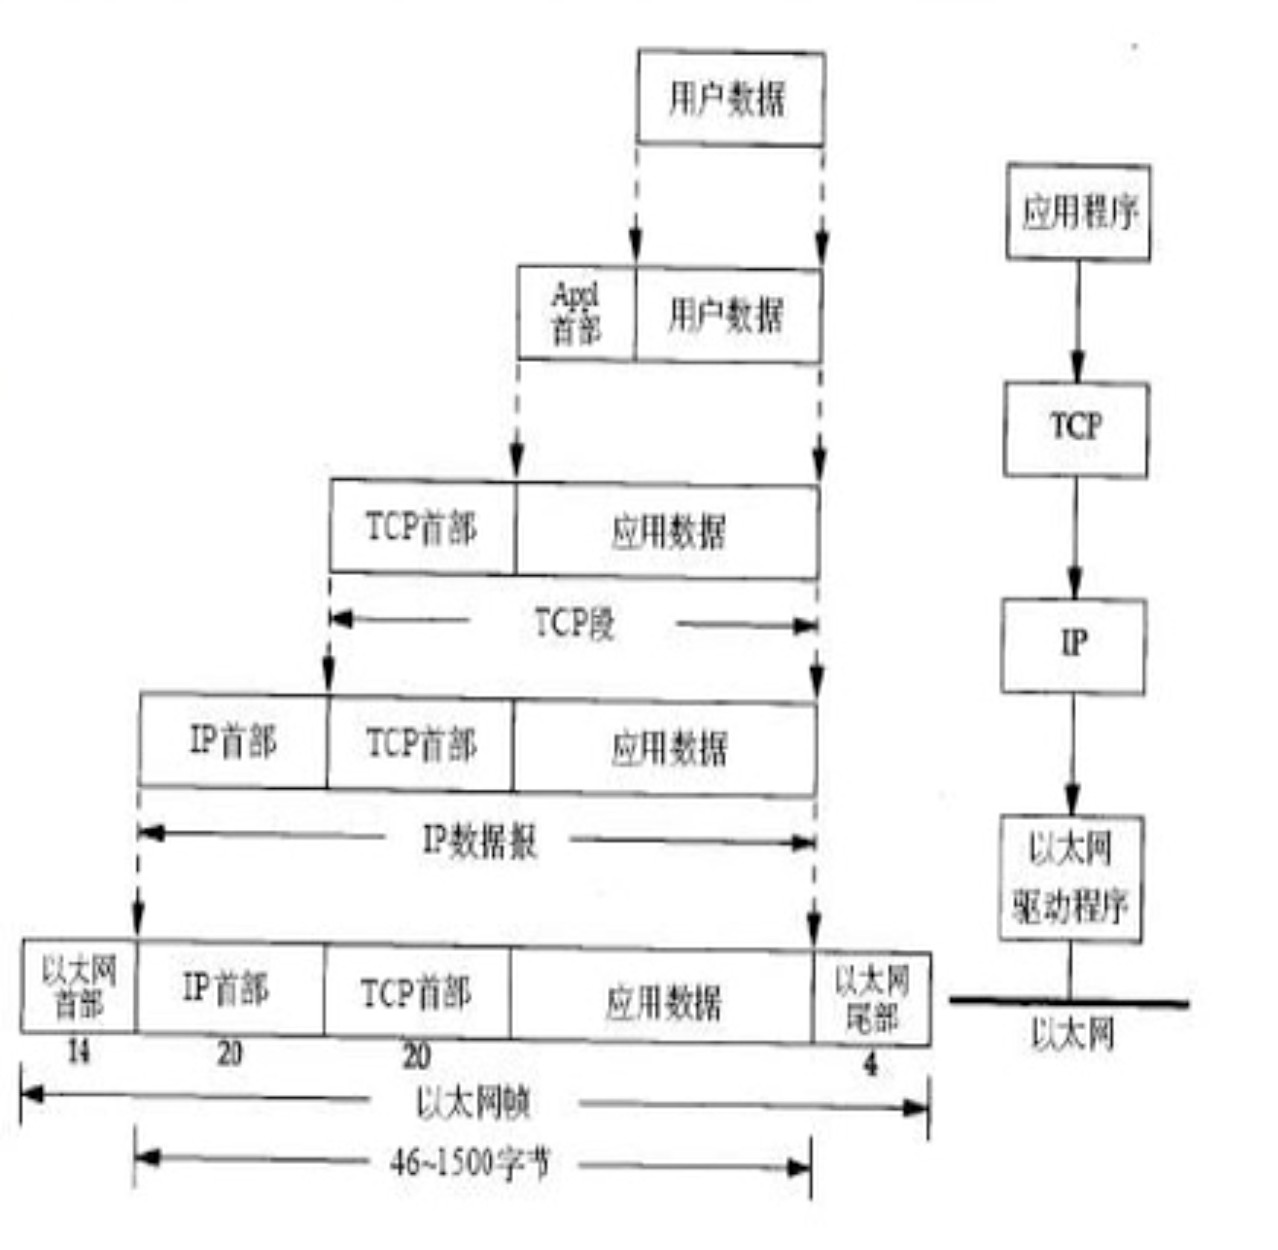 用户数据
应用程序
Appl
首部
用户数据
TCP
TCP首部
应用数据
TCP段
IP
IP首部
TCP首部
应用数据
IP数据报
以太网
驱动程序
以太网
首部
IP首部
TCP首部
应用数据
以太网
尾部
以太网
14
20
20
4
以太网帧
46~1500字节